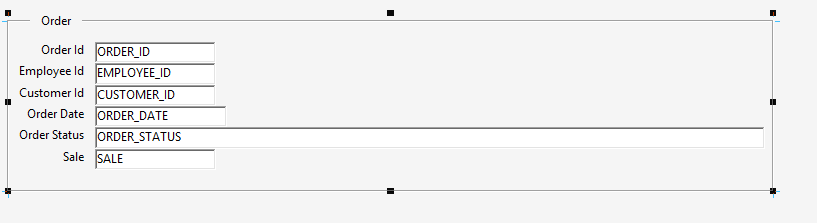 Order
Order Id ORDER_ID
Employee Id EMPLOYEE_ID
Customer Id CUSTOMER_ID
Order Date ORDER_DATE
Order Status ORDER_STATUS
Sale SALE